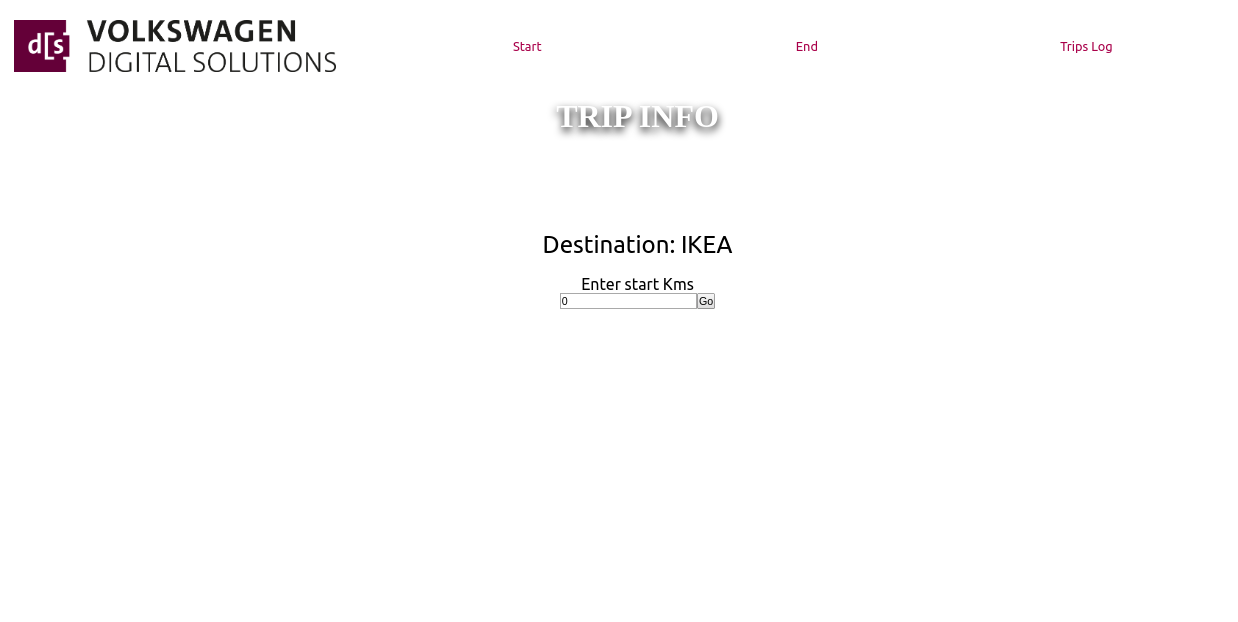 d[s]
VOLKSWAGEN
DIGITAL SOLUTIONS
Start
End
Trips Log
TRIP INFO
Destination: IKEA
Enter start Kms
0
Go